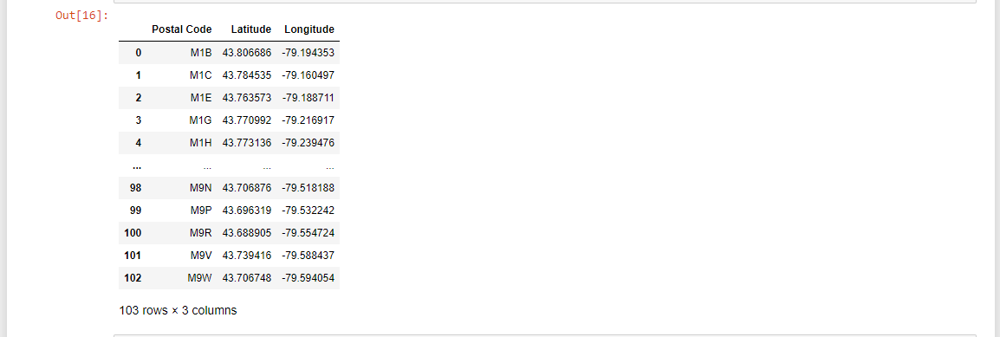 Out[16]:
Postal Code Latitude Longitude
0 M1B 43.806686 -79.194353
1 M1C 43.784535 -79.160497
2 M1E 43.763573 -79.188711
3 M1G 43.770992 -79.216917
4 M1H 43.773136 -79.239476
... ... ... ...
98 M9N 43.706876 -79.518188
99 M9P 43.696319 -79.532242
100 M9R 43.688905 -79.554724
101 M9V 43.739416 -79.588437
102 M9W 43.706748 -79.594054
103 rows × 3 columns